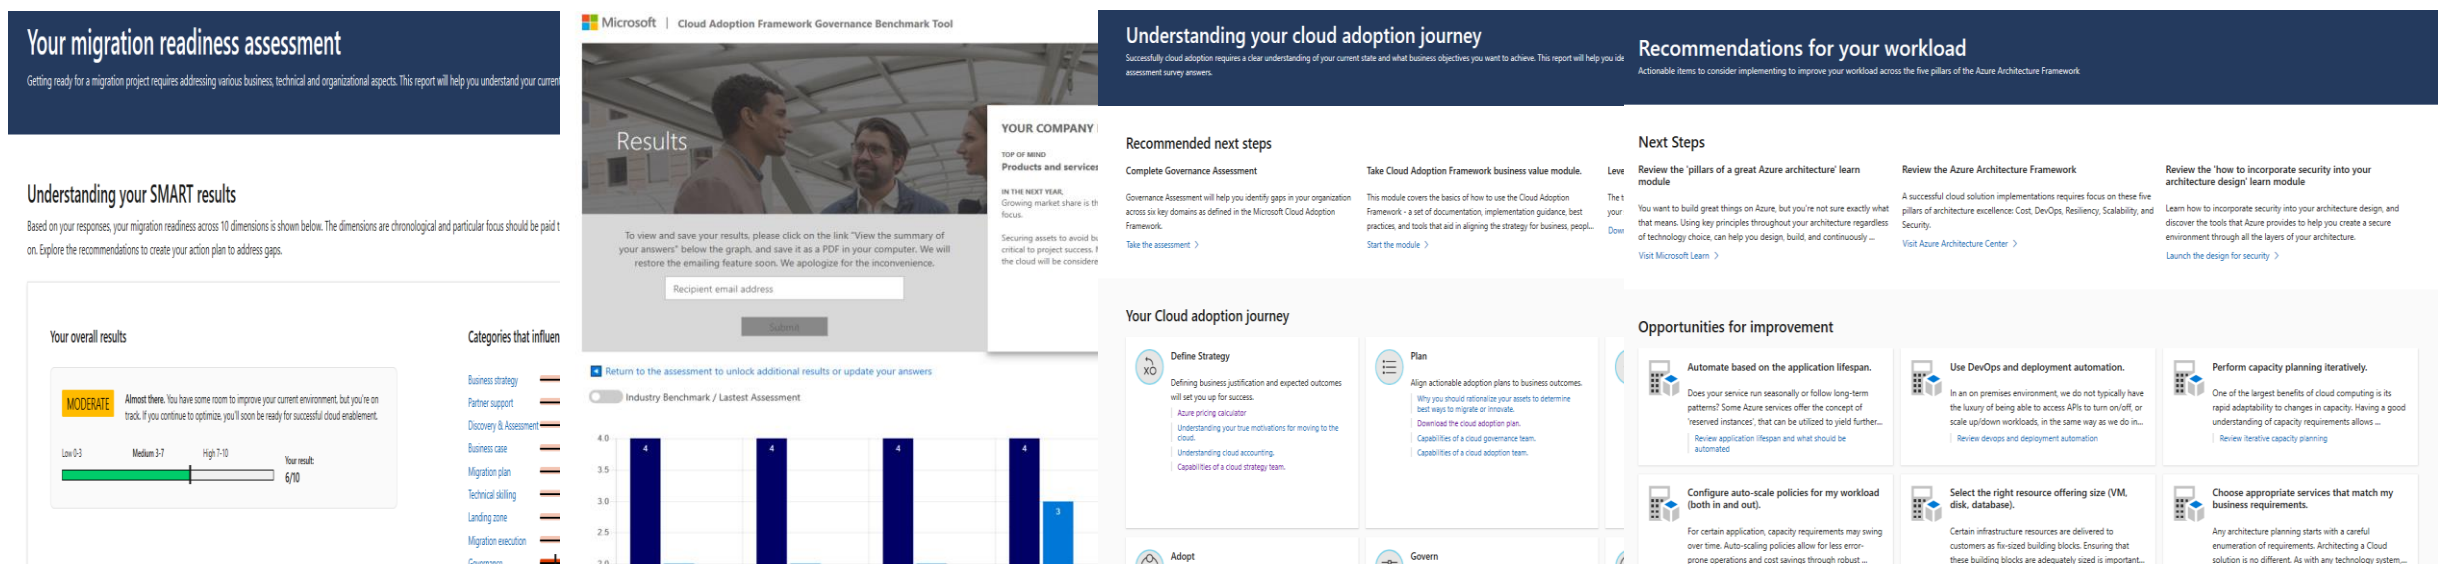 Your migration readiness assessment
Getting ready for a migration project requires addressing various business, technical and organizational aspects. This report will help you understand your current
Understanding your SMART results
Based on your responses, your migration readiness across 10 dimensions is shown below. The dimensions are chronological and particular focus should be paid t
on. Explore the recommendations to create your action plan to address gaps.
Your overall results
MODERATE
Almost there. You have some room to improve your current environment, but you're on
track. If you continue to optimize, you'll soon be ready for successful cloud enablement.
Low 0-3 Medium 3-7 High 7-10
Your result:
6/10
Categories that influen
Business strategy
Partner support
Discovery & Assessment
Business case
Migration plan
Technical skilling
Landing zone
Migration execution
Governance
Microsoft | Cloud Adoption Framework Governance Benchmark Tool
Results
To view and save your results, please click on the link "View the summary of
your answers" below the graph, and save it as a PDF in your computer. We will
restore the emailing feature soon. We apologize for the inconvenience.
Recipient email address
Submit
YOUR COMPANY
TOP OF MIND
Products and services
IN THE NEXT YEAR,
Growing market share is th
focus.
Securing assets to avoid bu
critical to project success.
the cloud will be considere
Return to the assessment to unlock additional results or update your answers
Industry Benchmark / Lastest Assessment
4.0
3.5
3.0
2.5
2.0
4
4
4
4
3
Understanding your cloud adoption journey
Successfully cloud adoption requires a clear understanding of your current state and what business objectives you want to achieve. This report will help you ide
assessment survey answers.
Recommended next steps
Complete Governance Assessment
Governance Assessment will help you identify gaps in your organization
across six key domains as defined in the Microsoft Cloud Adoption
Framework.
Take the assessment >
Take Cloud Adoption Framework business value module.
This module covers the basics of how to use the Cloud Adoption
Framework - a set of documentation, implementation guidance, best
practices, and tools that aid in aligning the strategy for business, peopl...
Start the module >
Leve
The t
your
Down
Your Cloud adoption journey
Define Strategy
Defining business justification and expected outcomes
will set you up for success.
Azure pricing calculator
Understanding your true motivations for moving to the
cloud.
Understanding cloud accounting.
Capabilities of a cloud strategy team.
Plan
Align actionable adoption plans to business outcomes.
Why you should rationalize your assets to determine
best ways to migrate or innovate.
Download the cloud adoption plan.
Capabilities of a cloud governance team.
Capabilities of a cloud adoption team.
Adopt
Govern
Recommendations for your workload
Actionable items to consider implementing to improve your workload across the five pillars of the Azure Architecture Framework
Next Steps
Review the 'pillars of a great Azure architecture' learn
module
You want to build great things on Azure, but you're not sure exactly what
that means. Using key principles throughout your architecture regardless
of technology choice, can help you design, build, and continuously ...
Visit Microsoft Learn >
Review the Azure Architecture Framework
A successful cloud solution implementations requires focus on these five
pillars of architecture excellence: Cost, DevOps, Resiliency, Scalability, and
Security.
Visit Azure Architecture Center >
Review the 'how to incorporate security into your
architecture design' learn module
Learn how to incorporate security into your architecture design, and
discover the tools that Azure provides to help you create a secure
environment through all the layers of your architecture.
Launch the design for security >
Opportunities for improvement
Automate based on the application lifespan.
Does your service run seasonally or follow long-term
patterns? Some Azure services offer the concept of
'reserved instances', that can be utilized to yield further...
Review application lifespan and what should be
automated
Use DevOps and deployment automation.
In an on premises environment, we do not typically have
the luxury of being able to access APIs to turn on/off, or
scale up/down workloads, in the same way as we do in...
Review devops and deployment automation
Perform capacity planning iteratively.
One of the largest benefits of cloud computing is its
rapid adaptability to changes in capacity. Having a good
understanding of capacity requirements allows ...
Review iterative capacity planning
Configure auto-scale policies for my workload
(both in and out).
For certain application, capacity requirements may swing
over time. Auto-scaling policies allow for less error-
prone operations and cost savings through robust ...
Select the right resource offering size (VM,
disk, database).
Certain infrastructure resources are delivered to
customers as fix-sized building blocks. Ensuring that
these building blocks are adequately sized is important...
Choose appropriate services that match my
business requirements.
Any architecture planning starts with a careful
enumeration of requirements. Architecting a Cloud
solution is no different. As with any technology system,...